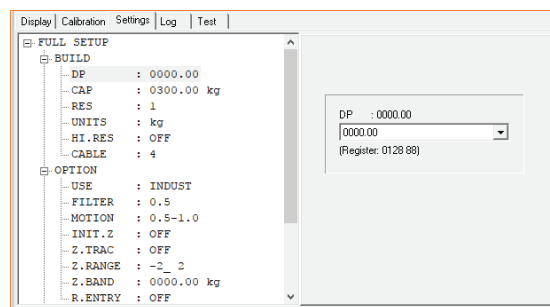 Display Calibration Settings Log Test
FULL SETUP
BUILD
DP : 0000.00
CAP : 0300.00 kg
RES : 1
UNITS : kg
HI.RES : OFF
CABLE : 4
OPTION
USE : INDUST
FILTER : 0.5
MOTION : 0.5-1.0
INIT.Z : OFF
Z.TRAC : OFF
Z.RANGE : -2_ 2
Z.BAND : 0000.00 kg
R.ENTRY : OFF
DP : 0000.00
0000.00
(Register: 0128 88)